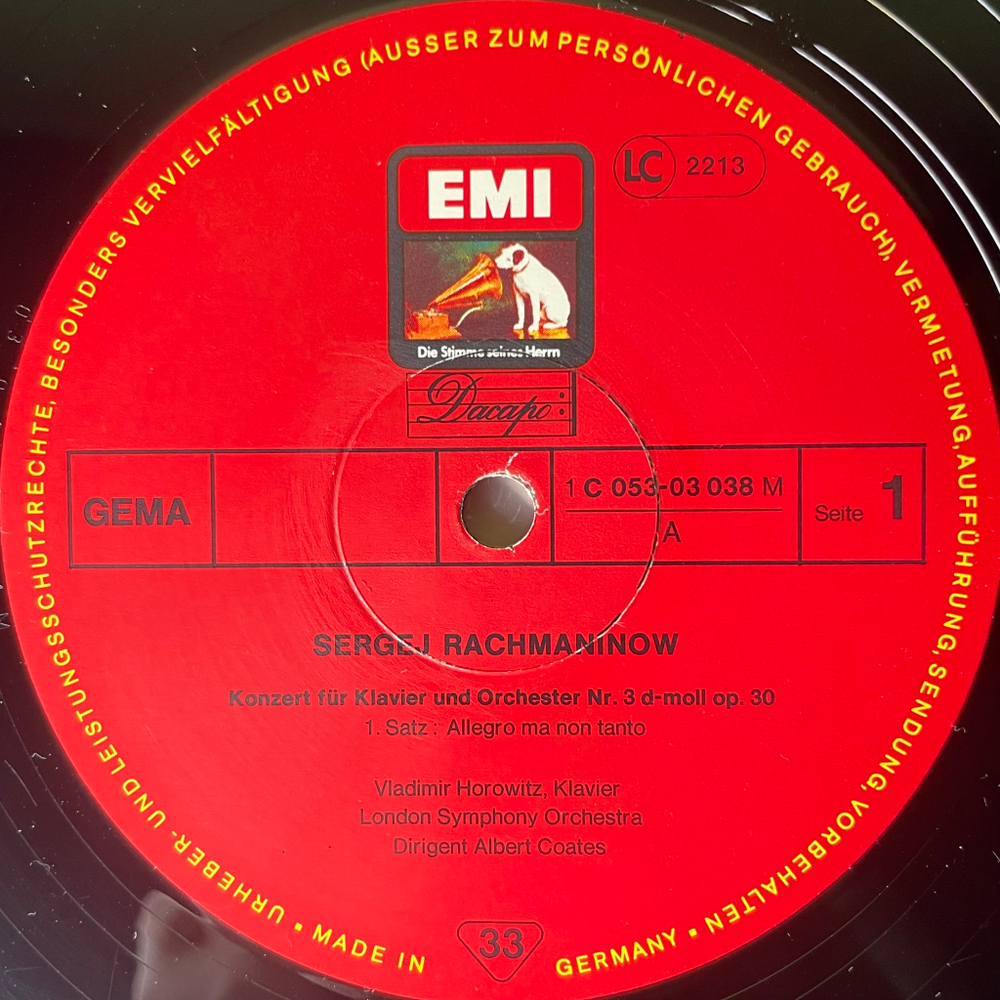 URHEBER- UND LEISTUNGSSCHUTZRECHTE, BESONDERS VERVIELFÄLTIGUNG (AUSSER ZUM PERSÖNLICHEN GEBRAUCH), VERMIETUNG, AUFFÜHRUNG, SENDUNG, VORBEHALTEN
EMI
LC 2213
Die Stimme seines Herrn
Dacapo
GEMA
1 C 053-03 038 M
A
Seite 1
SERGEJ RACHMANINOW
Konzert für Klavier und Orchester Nr. 3 d-moll op. 30
1. Satz: Allegro ma non tanto
Vladimir Horowitz, Klavier
London Symphony Orchestra
Dirigent Albert Coates
33
MADE IN GERMANY